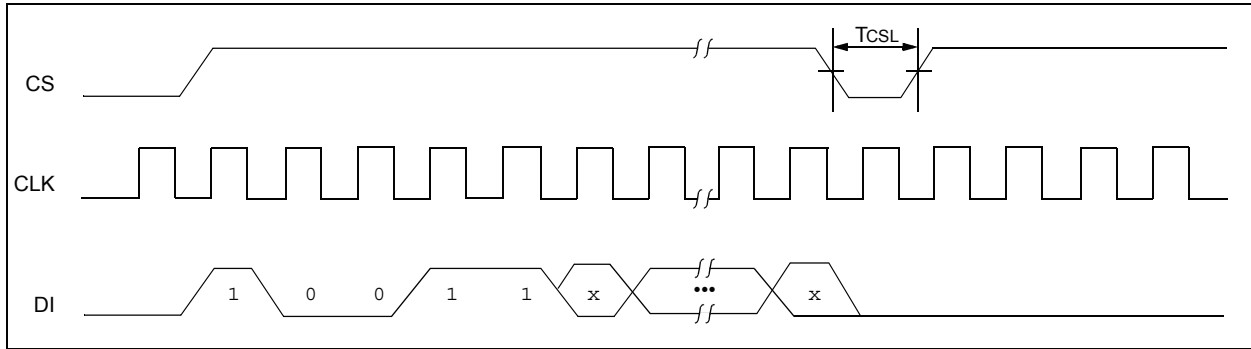 TCSL
CS
CLK
DI
1 0 0 1 1 x ••• x